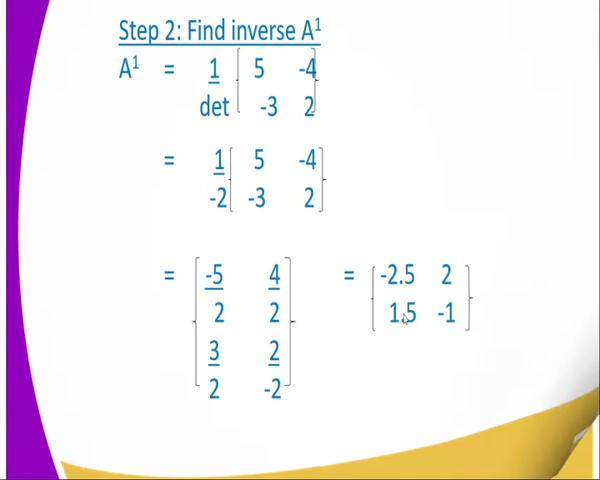 Step 2: Find inverse A¹
A¹ = 1 5 -4
det -3 2
= 1 5 -4
-2 -3 2
= -5 4 = -2.5 2
2 2 1.5 -1
3 2
2 -2